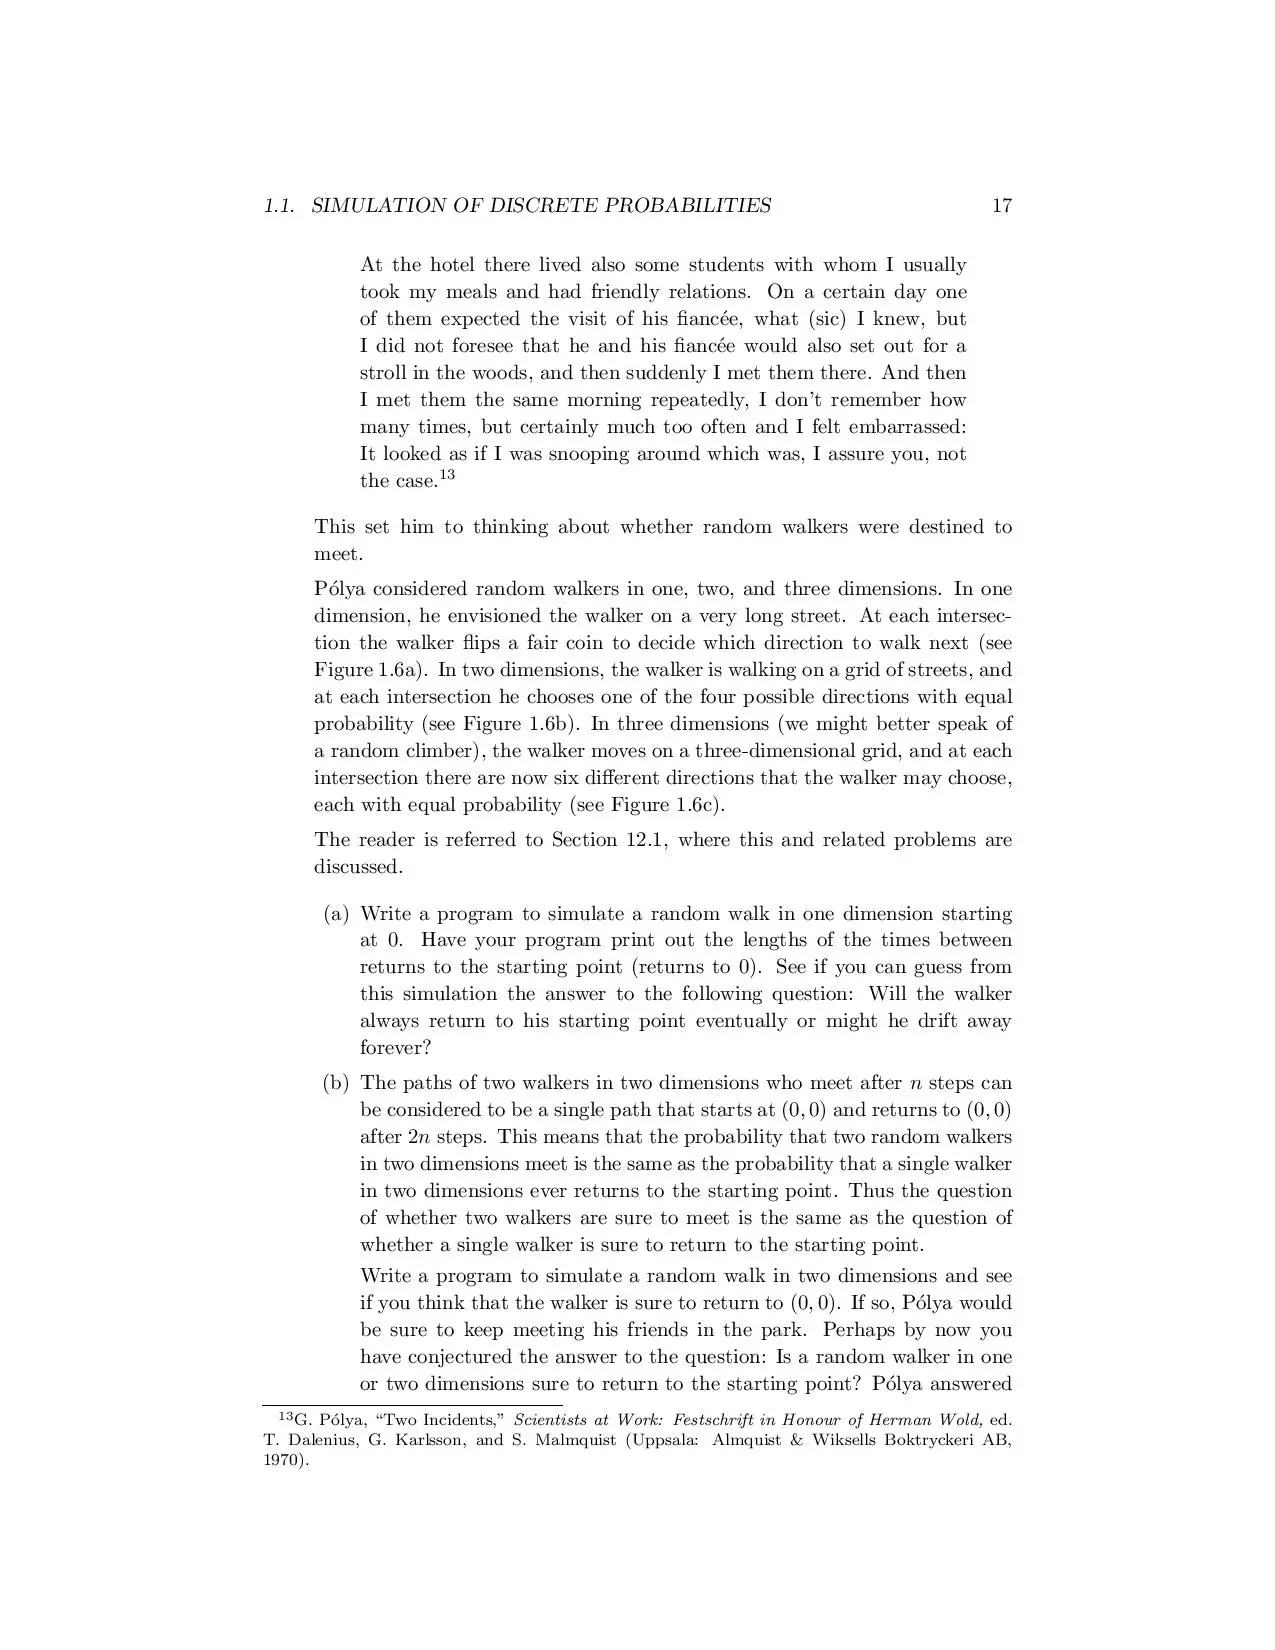 1.1. SIMULATION OF DISCRETE PROBABILITIES 17
At the hotel there lived also some students with whom I usually
took my meals and had friendly relations. On a certain day one
of them expected the visit of his fiancée, what (sic) I knew, but
I did not foresee that he and his fiancée would also set out for a
stroll in the woods, and then suddenly I met them there. And then
I met them the same morning repeatedly, I don't remember how
many times, but certainly much too often and I felt embarrassed:
It looked as if I was snooping around which was, I assure you, not
the case.13
This set him to thinking about whether random walkers were destined to
meet.
Pólya considered random walkers in one, two, and three dimensions. In one
dimension, he envisioned the walker on a very long street. At each intersec-
tion the walker flips a fair coin to decide which direction to walk next (see
Figure 1.6a). In two dimensions, the walker is walking on a grid of streets, and
at each intersection he chooses one of the four possible directions with equal
probability (see Figure 1.6b). In three dimensions (we might better speak of
a random climber), the walker moves on a three-dimensional grid, and at each
intersection there are now six different directions that the walker may choose,
each with equal probability (see Figure 1.6c).
The reader is referred to Section 12.1, where this and related problems are
discussed.
(a) Write a program to simulate a random walk in one dimension starting
at 0. Have your program print out the lengths of the times between
returns to the starting point (returns to 0). See if you can guess from
this simulation the answer to the following question: Will the walker
always return to his starting point eventually or might he drift away
forever?
(b) The paths of two walkers in two dimensions who meet after n steps can
be considered to be a single path that starts at (0, 0) and returns to (0, 0)
after 2n steps. This means that the probability that two random walkers
in two dimensions meet is the same as the probability that a single walker
in two dimensions ever returns to the starting point. Thus the question
of whether two walkers are sure to meet is the same as the question of
whether a single walker is sure to return to the starting point.
Write a program to simulate a random walk in two dimensions and see
if you think that the walker is sure to return to (0, 0). If so, Pólya would
be sure to keep meeting his friends in the park. Perhaps by now you
have conjectured the answer to the question: Is a random walker in one
or two dimensions sure to return to the starting point? Pólya answered
13G. Pólya, “Two Incidents,” Scientists at Work: Festschrift in Honour of Herman Wold, ed.
T. Dalenius, G. Karlsson, and S. Malmquist (Uppsala: Almquist & Wiksells Boktryckeri AB,
1970).